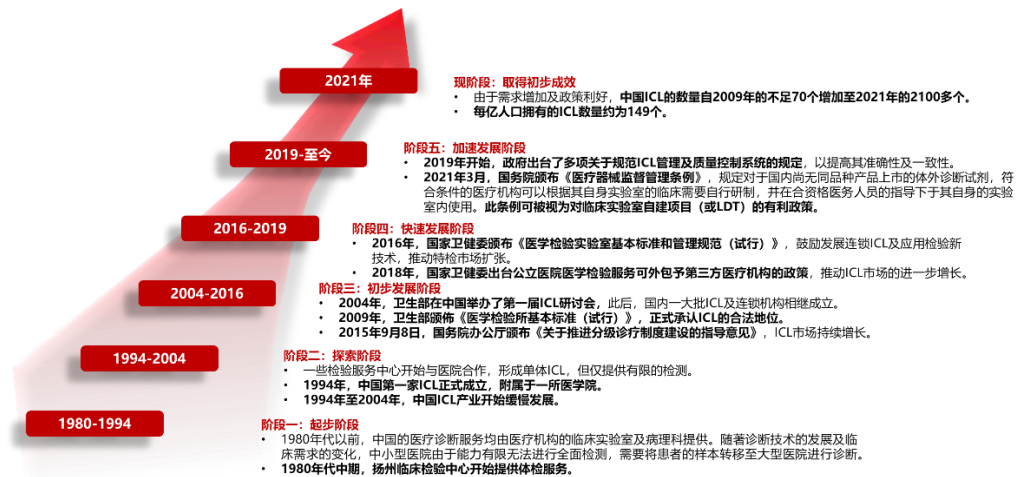 2021年
现阶段：取得初步成效
• 由于需求增加及政策利好，中国ICL的数量自2009年的不足70个增加至2021年的2100多个。
• 每亿人口拥有的ICL数量约为149个。
2019-至今
阶段五：加速发展阶段
• 2019年开始，政府出台了多项关于规范ICL管理及质量控制系统的规定，以提高其准确性及一致性。
• 2021年3月，国务院颁布《医疗器械监督管理条例》，规定对于国内尚无同品种产品上市的体外诊断试剂，符
合条件的医疗机构可以根据其自身实验室的临床需要自行研制，并在合资格医务人员的指导下于其自身的实验
室内使用。此条例可被视为对临床实验室自建项目（或LDT）的有利政策。
2016-2019
阶段四：快速发展阶段
• 2016年，国家卫健委颁布《医学检验实验室基本标准和管理规范（试行）》，鼓励发展连锁ICL及应用检验新
技术，推动特检市场扩张。
• 2018年，国家卫健委出台公立医院医学检验服务可外包予第三方医疗机构的政策，推动ICL市场的进一步增长。
2004-2016
阶段三：初步发展阶段
• 2004年，卫生部在中国举办了第一届ICL研讨会，此后，国内一大批ICL及连锁机构相继成立。
• 2009年，卫生部颁佈《医学检验所基本标准（试行）》，正式承认ICL的合法地位。
• 2015年9月8日，国务院办公厅颁布《关于推进分级诊疗制度建设的指导意见》，ICL市场持续增长。
1994-2004
阶段二：探索阶段
• 一些检验服务中心开始与医院合作，形成单体ICL，但仅提供有限的检测。
• 1994年，中国第一家ICL正式成立，附属于一所医学院。
• 1994年至2004年，中国ICL产业开始缓慢发展。
1980-1994
阶段一：起步阶段
• 1980年代以前，中国的医疗诊断服务均由医疗机构的临床实验室及病理科提供。随著诊断技术的发展及临
床需求的变化，中小型医院由于能力有限无法进行全面检测，需要将患者的样本转移至大型医院进行诊断。
• 1980年代中期，扬州临床检验中心开始提供体检服务。